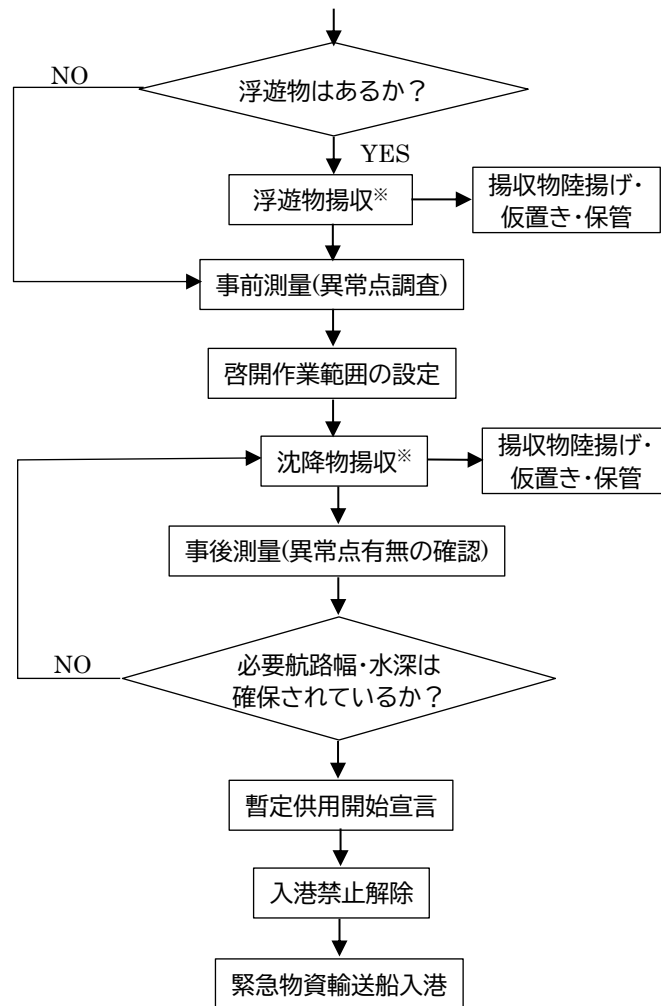 NO
浮遊物はあるか？
YES
浮遊物揚収※
揚収物陸揚げ・
仮置き・保管
事前測量(異常点調査)
啓開作業範囲の設定
沈降物揚収※
揚収物陸揚げ・
仮置き・保管
事後測量(異常点有無の確認)
NO
必要航路幅・水深は
確保されているか？
暫定供用開始宣言
入港禁止解除
緊急物資輸送船入港